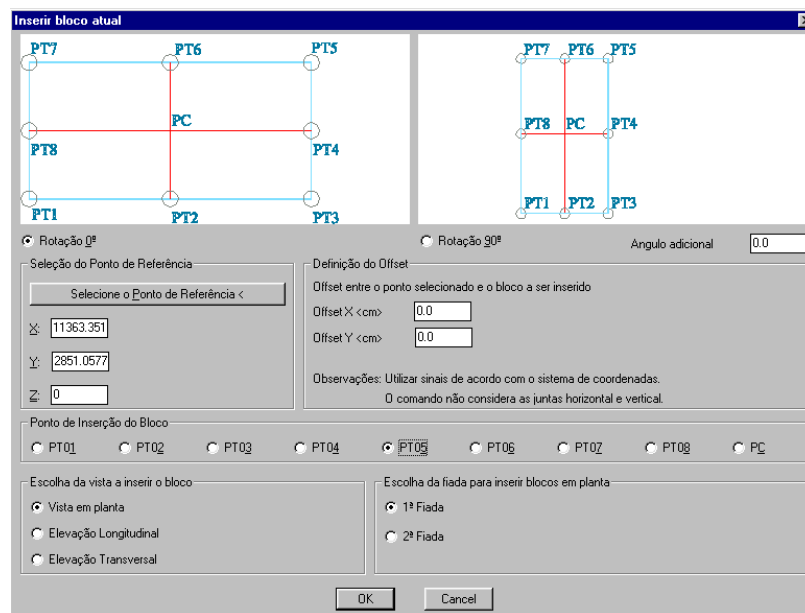 Inserir bloco atual
PT7 PT6 PT5
PC
PT8 PT4
PT1 PT2 PT3
PT7 PT6 PT5
PT8 PC PT4
PT1 PT2 PT3
Rotação 0ª
Rotação 90ª
Angulo adicional 0.0
Seleção do Ponto de Referência
Selecione o Ponto de Referência <
X: 11363.351
Y: 2851.0577
Z: 0
Definição do Offset
Offset entre o ponto selecionado e o bloco a ser inserido
Offset X <cm> 0.0
Offset Y <cm> 0.0
Observações: Utilizar sinais de acordo com o sistema de coordenadas.
O comando não considera as juntas horizontal e vertical.
Ponto de Inserção do Bloco
PT01 PT02 PT03 PT04 PT05 PT06 PT07 PT08 PC
Escolha da vista a inserir o bloco
Vista em planta
Elevação Longitudinal
Elevação Transversal
Escolha da fiada para inserir blocos em planta
1ª Fiada
2ª Fiada
OK Cancel